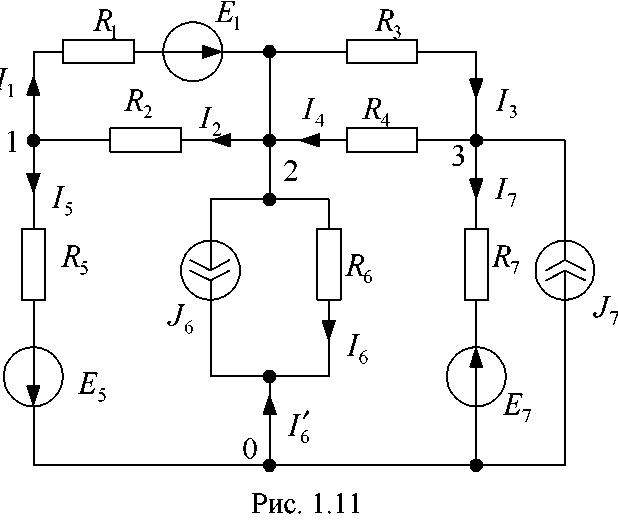 R₁ E₁ R₃
I₁ R₂ I₂ I₄ R₄ I₃
1 2 3
I₅ I₇
R₅ R₆ R₇
J₆ J₇
I₆
E₅ E₇
I₆′
0
Рис. 1.11